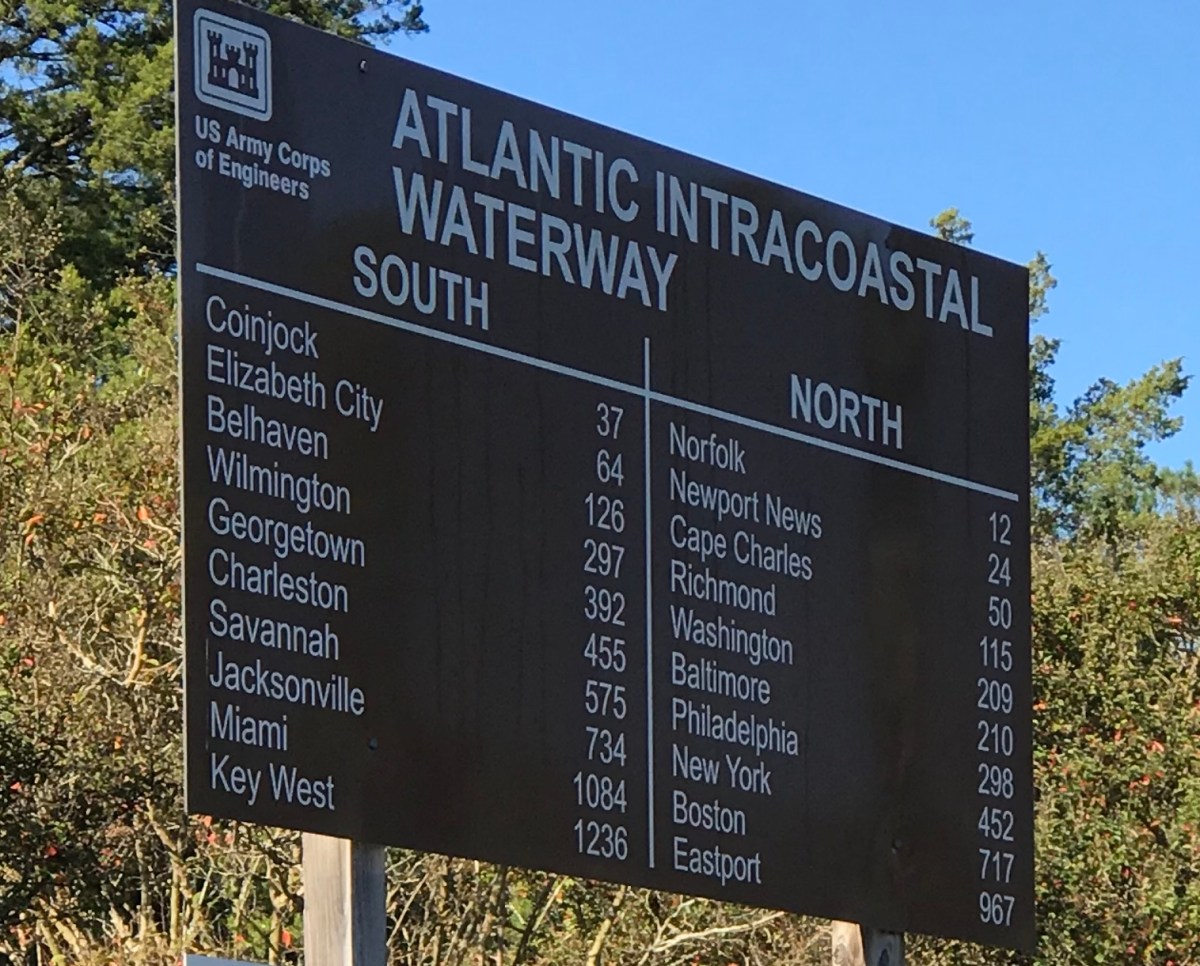 US Army Corps
of Engineers
ATLANTIC INTRACOASTAL
WATERWAY
SOUTH
Coinjock 37
Elizabeth City 64
Belhaven 126
Wilmington 297
Georgetown 392
Charleston 455
Savannah 575
Jacksonville 734
Miami 1084
Key West 1236
NORTH
Norfolk 12
Newport News 24
Cape Charles 50
Richmond 115
Washington 209
Baltimore 210
Philadelphia 298
New York 452
Boston 717
Eastport 967